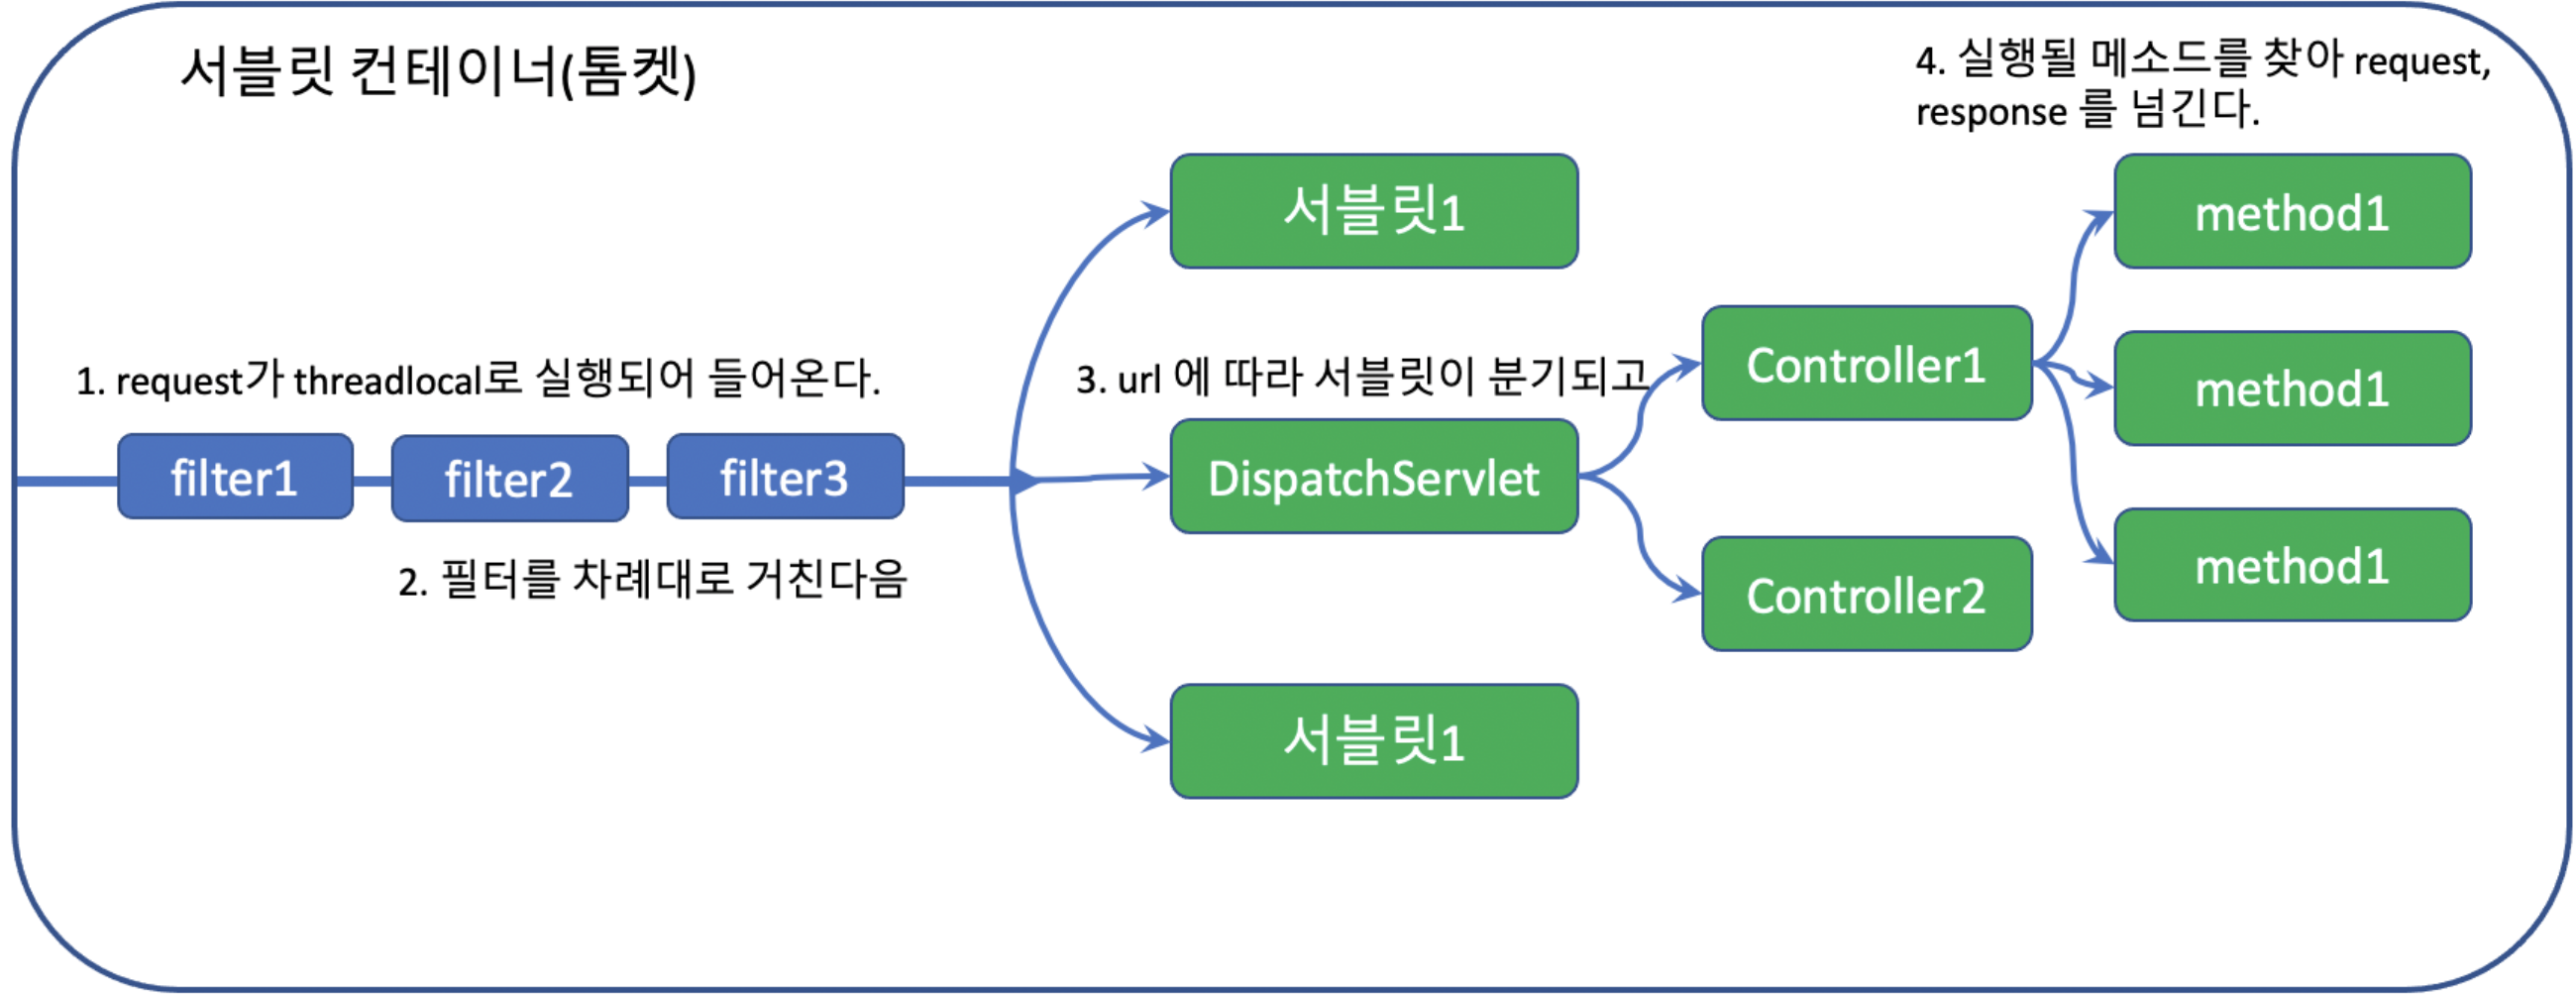 서블릿 컨테이너(톰켓)
4. 실행될 메소드를 찾아 request,
response 를 넘긴다.
서블릿1
method1
1. request가 threadlocal로 실행되어 들어온다.
3. url 에 따라 서블릿이 분기되고
Controller1
method1
filter1
filter2
filter3
DispatchServlet
2. 필터를 차례대로 거친다음
Controller2
method1
서블릿1